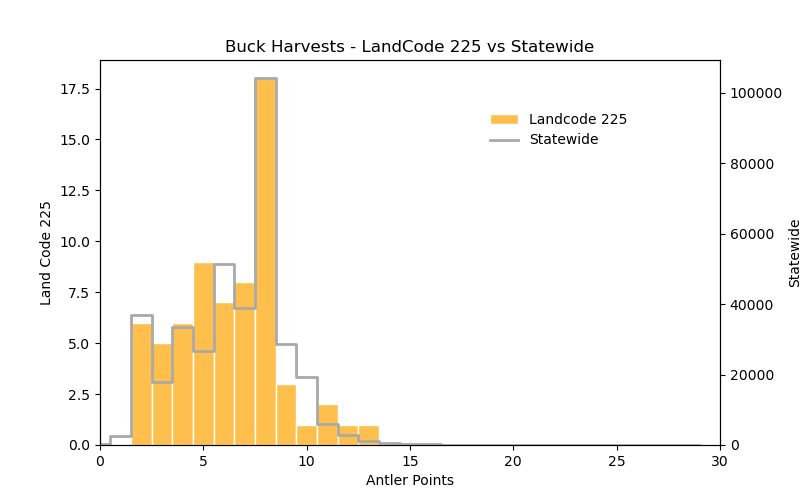 Buck Harvests - LandCode 225 vs Statewide
17.5
15.0
12.5
10.0
7.5
5.0
2.5
0.0
Land Code 225
Landcode 225
Statewide
100000
80000
60000
40000
20000
0
Statewide
0 5 10 15 20 25 30
Antler Points